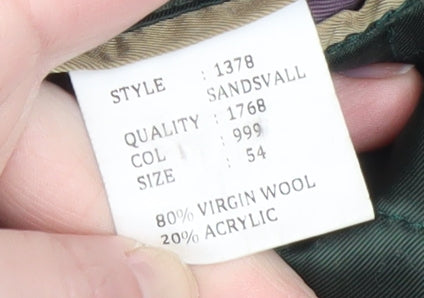 STYLE : 1378
SANDSVALL
QUALITY : 1768
COL : 999
SIZE : 54
80% VIRGIN WOOL
20% ACRYLIC